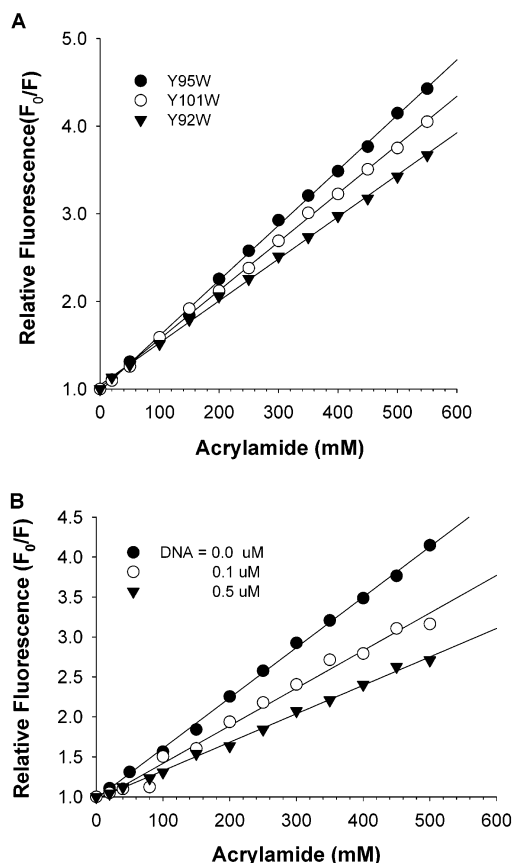 A
5.0
Y95W
Y101W
Y92W
4.0
3.0
2.0
1.0
0 100 200 300 400 500 600
Relative Fluorescence(F0/F)
Acrylamide (mM)
B
4.5
DNA = 0.0 uM
0.1 uM
0.5 uM
4.0
3.5
3.0
2.5
2.0
1.5
1.0
0 100 200 300 400 500 600
Relative Fluorescence (F0/F)
Acrylamide (mM)